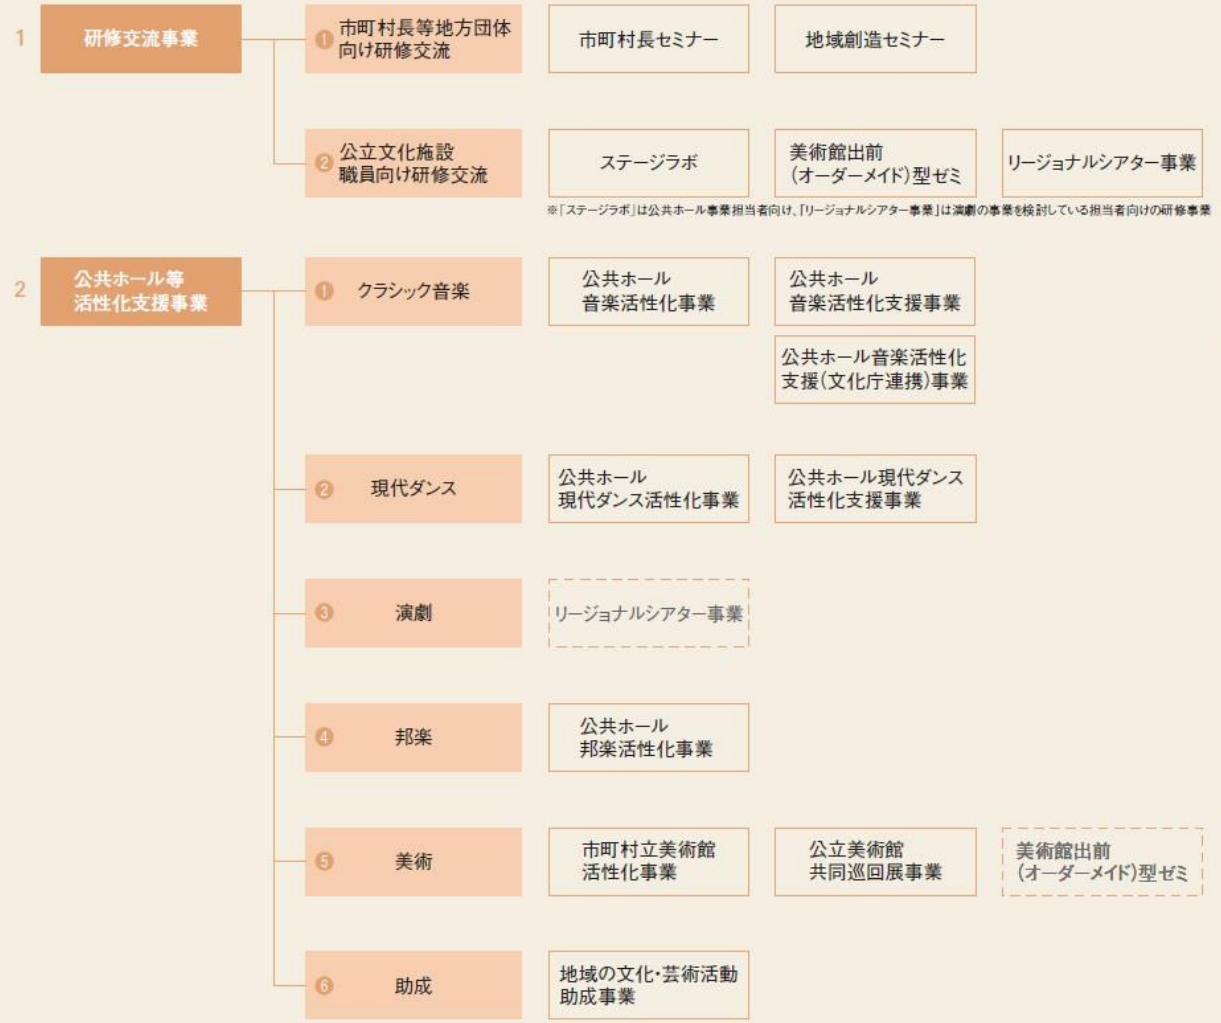 1
研修交流事業
❶
市町村長等地方団体
向け研修交流
市町村長セミナー
地域創造セミナー
❷
公立文化施設
職員向け研修交流
ステージラボ
美術館出前
(オーダーメイド)型ゼミ
リージョナルシアター事業
※「ステージラボ」は公共ホール事業担当者向け、「リージョナルシアター事業」は演劇の事業を検討している担当者向けの研修事業
2
公共ホール等
活性化支援事業
❶
クラシック音楽
公共ホール
音楽活性化事業
公共ホール
音楽活性化支援事業
公共ホール音楽活性化
支援(文化庁連携)事業
❷
現代ダンス
公共ホール
現代ダンス活性化事業
公共ホール現代ダンス
活性化支援事業
❸
演劇
リージョナルシアター事業
❹
邦楽
公共ホール
邦楽活性化事業
❺
美術
市町村立美術館
活性化事業
公立美術館
共同巡回展事業
美術館出前
(オーダーメイド)型ゼミ
❻
助成
地域の文化・芸術活動
助成事業